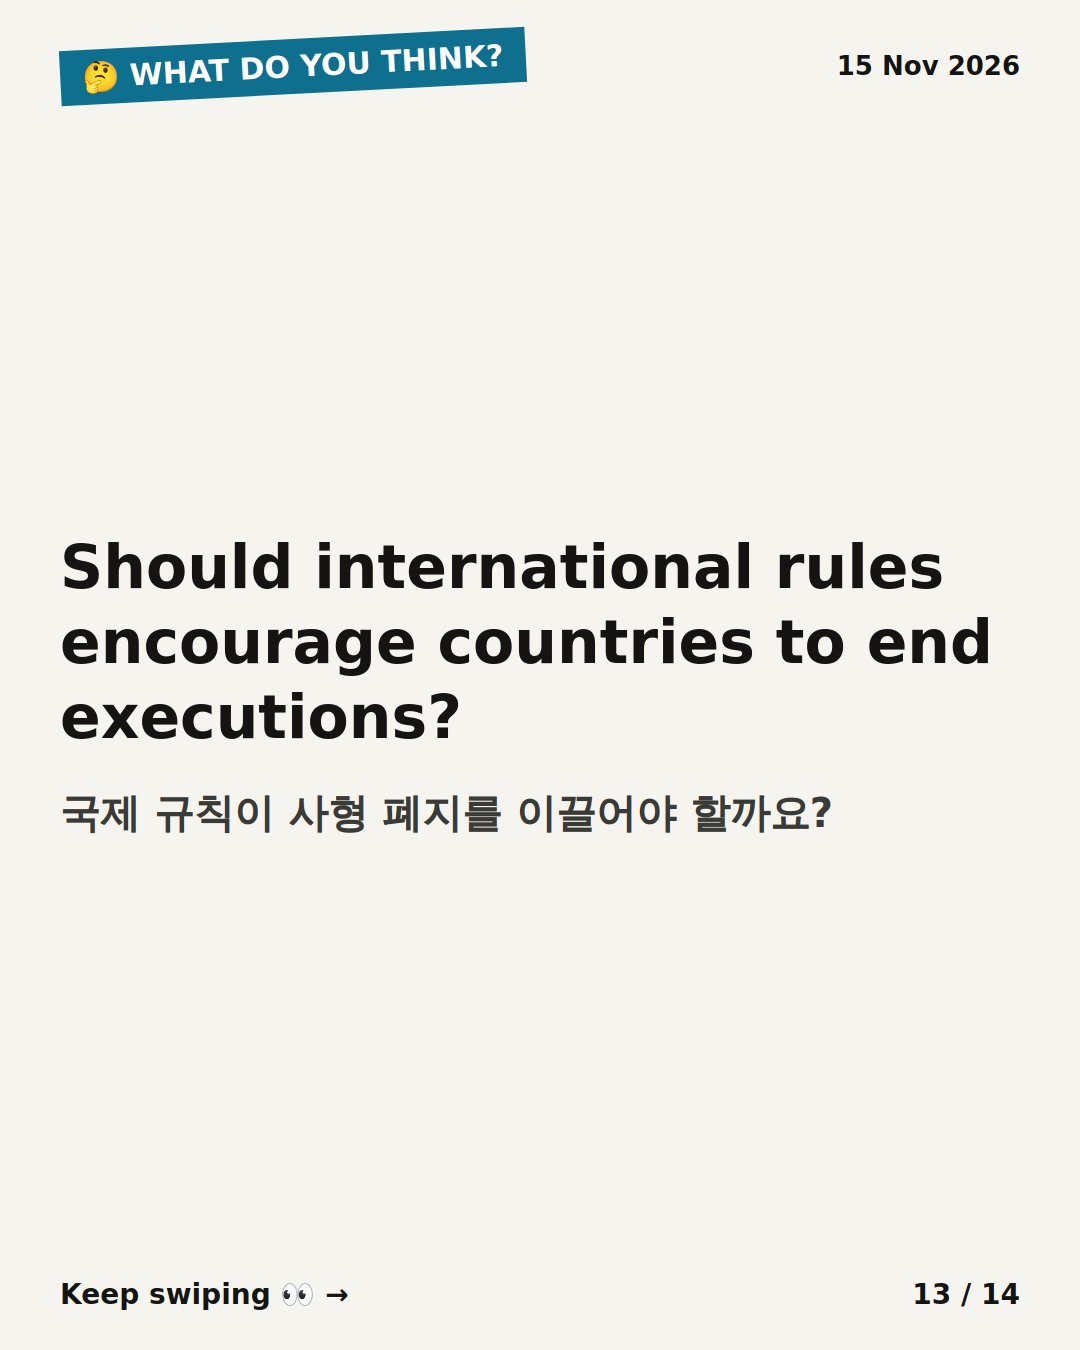 🤔 WHAT DO YOU THINK?
15 Nov 2026
Should international rules
encourage countries to end
executions?
국제 규칙이 사형 폐지를 이끌어야 할까요?
Keep swiping 👀 →
13 / 14